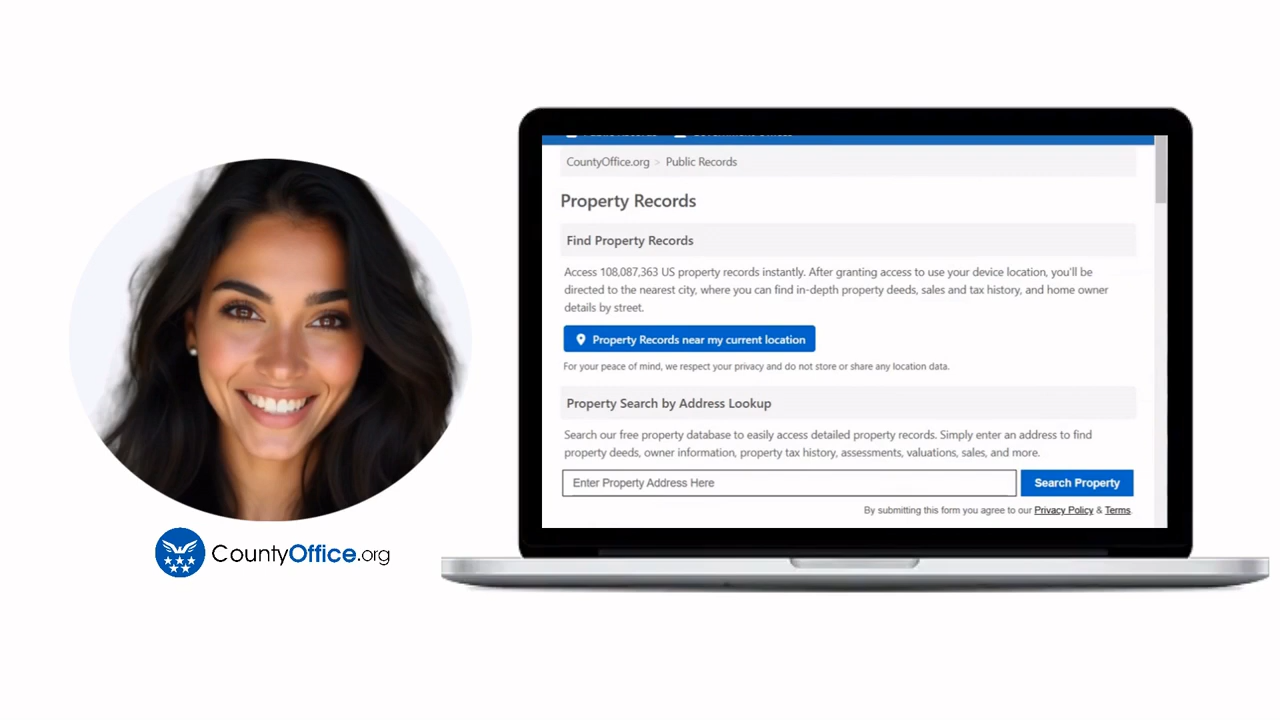 CountyOffice.org > Public Records
Property Records
Find Property Records
Access 108,087,363 US property records instantly. After granting access to use your device location, you'll be
directed to the nearest city, where you can find in-depth property deeds, sales and tax history, and home owner
details by street.
Property Records near my current location
For your peace of mind, we respect your privacy and do not store or share any location data.
Property Search by Address Lookup
Search our free property database to easily access detailed property records. Simply enter an address to find
property deeds, owner information, property tax history, assessments, valuations, sales, and more.
Enter Property Address Here
Search Property
By submitting this form you agree to our Privacy Policy & Terms.
CountyOffice.org